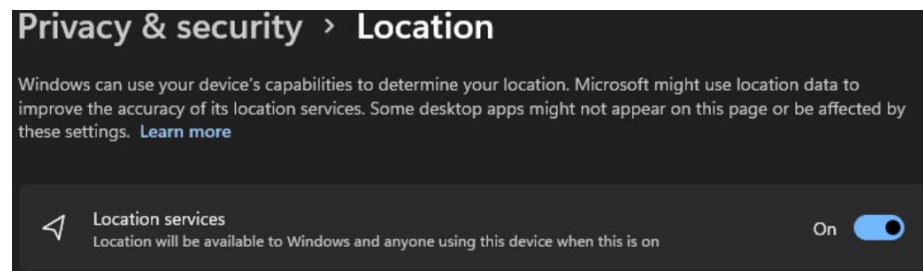 Privacy & security > Location
Windows can use your device's capabilities to determine your location. Microsoft might use location data to
improve the accuracy of its location services. Some desktop apps might not appear on this page or be affected by
these settings. Learn more
Location services
Location will be available to Windows and anyone using this device when this is on
On